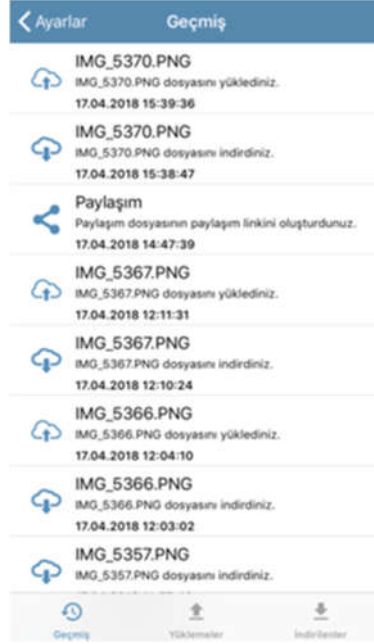 Ayarlar
Geçmiş
IMG_5370.PNG
IMG_5370.PNG dosyasını yüklediniz.
17.04.2018 15:39:36
IMG_5370.PNG
IMG_5370.PNG dosyasını indirdiniz.
17.04.2018 15:38:47
Paylaşım
Paylaşım dosyasının paylaşım linkini oluşturdunuz.
17.04.2018 14:47:39
IMG_5367.PNG
IMG_5367.PNG dosyasını yüklediniz.
17.04.2018 12:11:31
IMG_5367.PNG
IMG_5367.PNG dosyasını indirdiniz.
17.04.2018 12:10:24
IMG_5366.PNG
IMG_5366.PNG dosyasını yüklediniz.
17.04.2018 12:04:10
IMG_5366.PNG
IMG_5366.PNG dosyasını indirdiniz.
17.04.2018 12:03:02
IMG_5357.PNG
IMG_5357.PNG dosyasını indirdiniz.
Geçmiş
Yüklemeler
İndirilenler